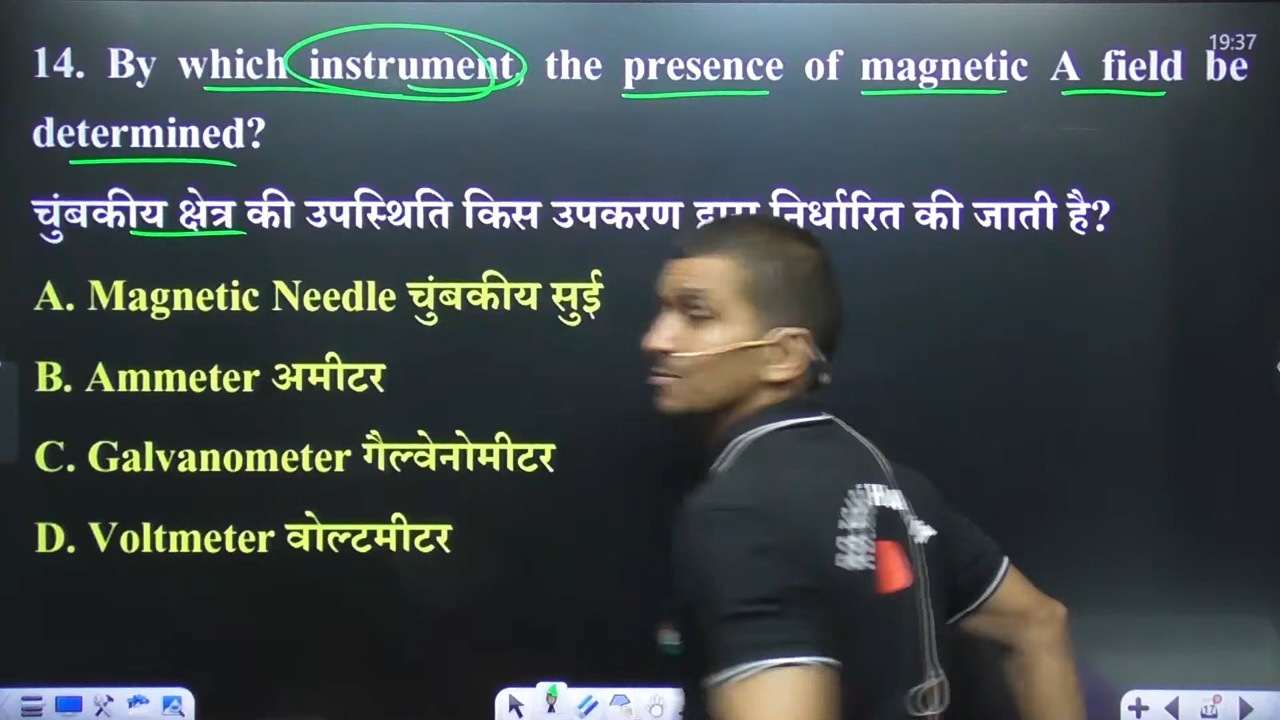 19:37
14. By which instrument, the presence of magnetic A field be
determined?
चुंबकीय क्षेत्र की उपस्थिति किस उपकरण द्वारा निर्धारित की जाती है?
A. Magnetic Needle चुंबकीय सुई
B. Ammeter अमीटर
C. Galvanometer गैल्वेनोमीटर
D. Voltmeter वोल्टमीटर